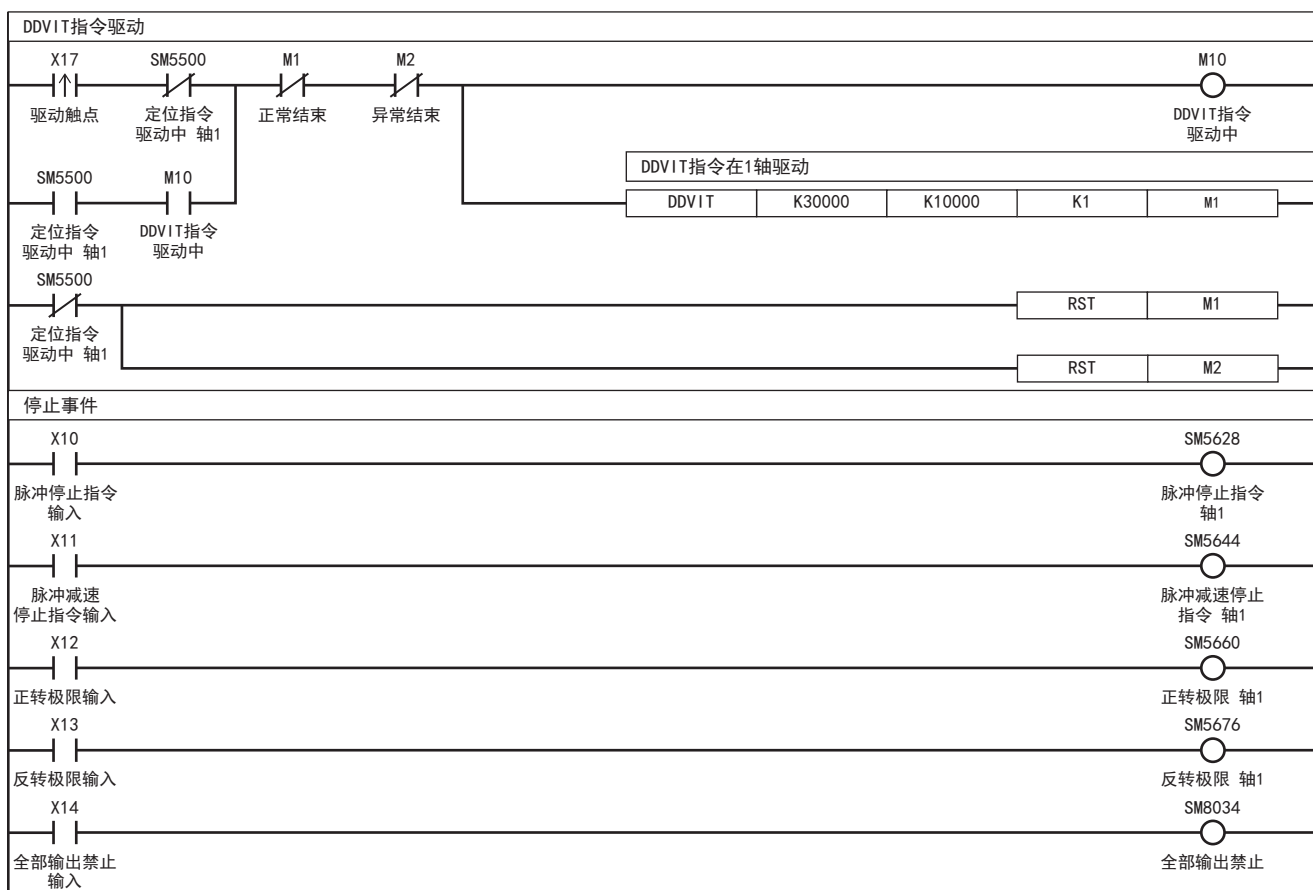 DDVIT指令驱动
X17 SM5500 M1 M2 M10
驱动触点 定位指令 正常结束 异常结束 DDVIT指令
驱动中 轴1 驱动中
DDVIT指令在1轴驱动
SM5500 M10
DDVIT K30000 K10000 K1 M1
定位指令 DDVIT指令
驱动中 轴1 驱动中
SM5500
RST M1
定位指令
驱动中 轴1
RST M2
停止事件
X10 SM5628
脉冲停止指令 脉冲停止指令
输入 轴1
X11 SM5644
脉冲减速 脉冲减速停止
停止指令输入 指令 轴1
X12 SM5660
正转极限输入 正转极限 轴1
X13 SM5676
反转极限输入 反转极限 轴1
X14 SM8034
全部输出禁止 全部输出禁止
输入